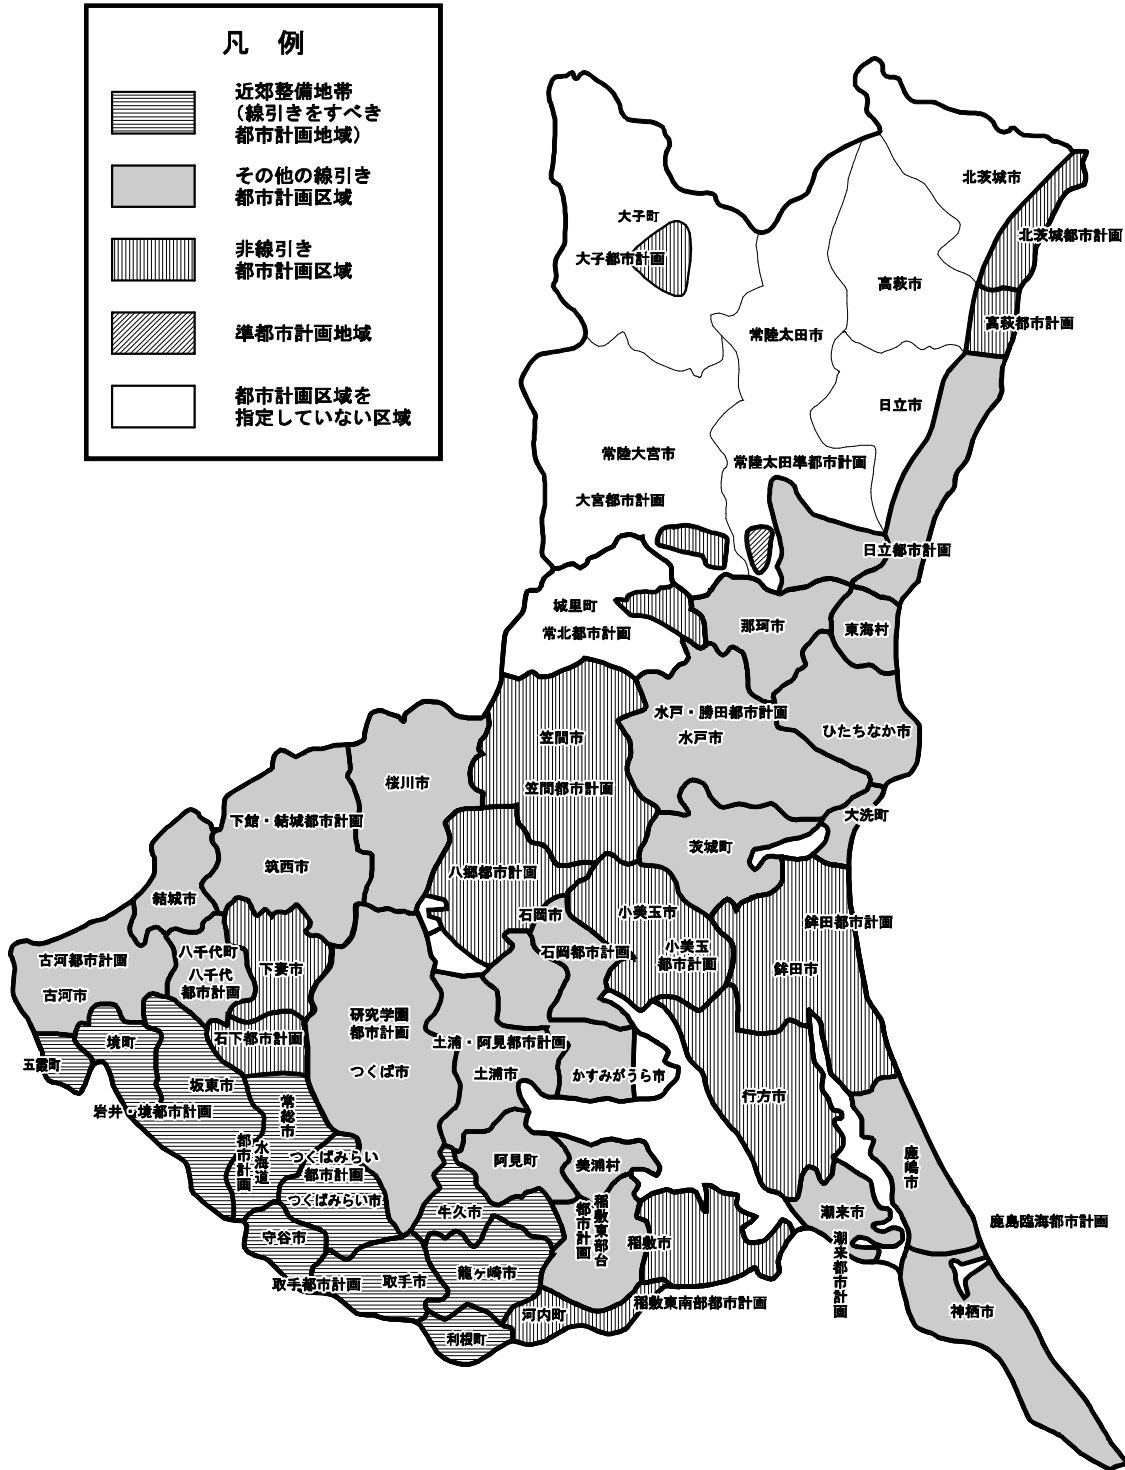 凡　例
近郊整備地帯
（線引きをすべき
都市計画地域）
その他の線引き
都市計画区域
非線引き
都市計画区域
準都市計画地域
都市計画区域を
指定していない区域
北茨城市
大子町
北茨城都市計画
大子都市計画
高萩市
高萩都市計画
常陸太田市
日立市
常陸大宮市
常陸太田準都市計画
大宮都市計画
日立都市計画
城里町
常北都市計画
那珂市
東海村
水戸・勝田都市計画
水戸市
ひたちなか市
笠間市
笠間都市計画
桜川市
下館・結城都市計画
筑西市
大洗町
茨城町
八郷都市計画
結城市
石岡市
石岡都市計画
小美玉市
小美玉
都市計画
鉾田都市計画
鉾田市
古河都市計画
古河市
八千代町
八千代
都市計画
下妻市
研究学園
都市計画
つくば市
石下都市計画
境町
五霞町
坂東市
岩井・境都市計画
土浦・阿見都市計画
土浦市
かすみがうら市
行方市
常総市
水海道
都市計画
つくばみらい
都市計画
つくばみらい市
阿見町
美浦村
鹿嶋市
稲敷東部台
都市計画
牛久市
守谷市
稲敷市
潮来市
潮来都市計画
鹿島臨海都市計画
取手都市計画
取手市
龍ヶ崎市
稲敷東南部都市計画
河内町
利根町
神栖市